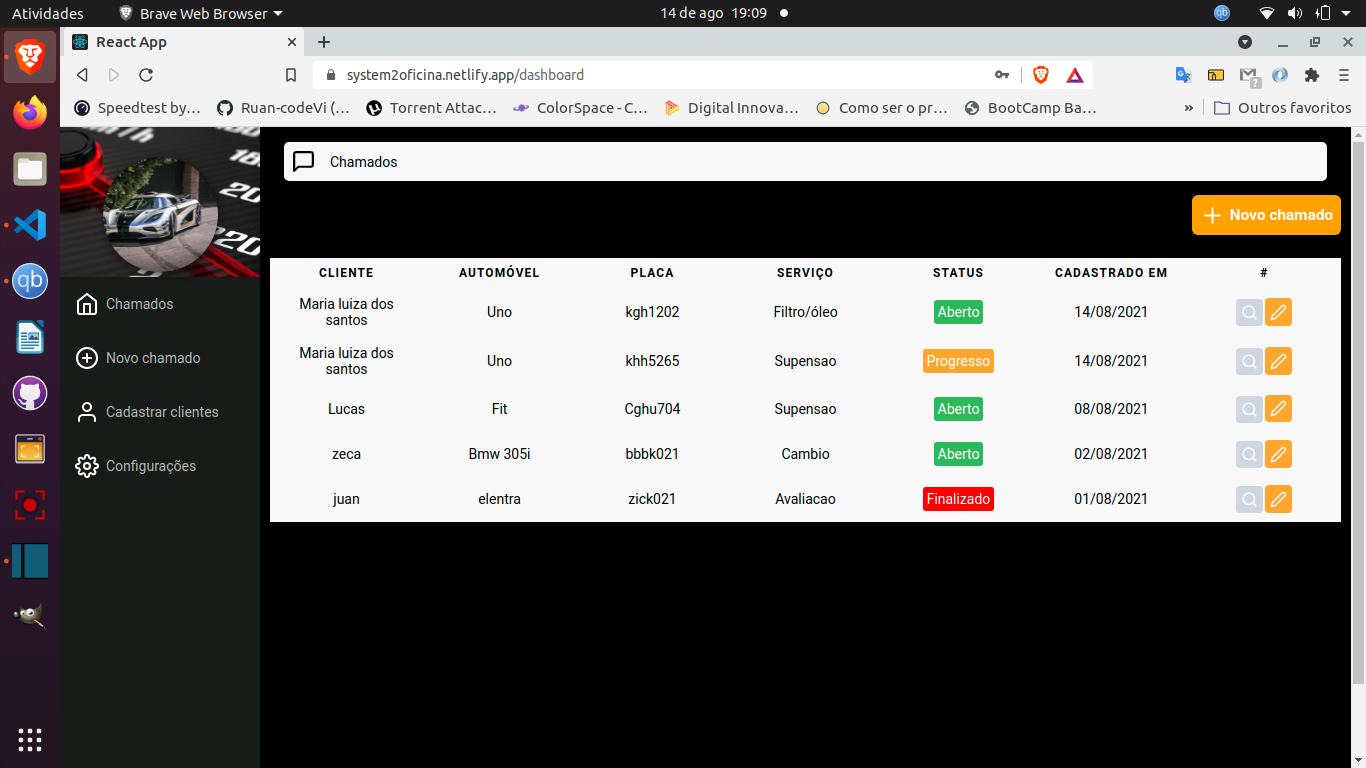 Atividades
Brave Web Browser
14 de ago 19:09
qb
React App
system2oficina.netlify.app/dashboard
Speedtest by...
Ruan-codeVi (...
Torrent Attac...
ColorSpace - C...
Digital Innova...
Como ser o pr...
BootCamp Ba...
»
Outros favoritos
qb
Chamados
Novo chamado
Cadastrar clientes
Configurações
Chamados
Novo chamado
CLIENTE AUTOMÓVEL PLACA SERVIÇO STATUS CADASTRADO EM #
Maria luiza dos santos Uno kgh1202 Filtro/óleo Aberto 14/08/2021
Maria luiza dos santos Uno khh5265 Supensao Progresso 14/08/2021
Lucas Fit Cghu704 Supensao Aberto 08/08/2021
zeca Bmw 305i bbbk021 Cambio Aberto 02/08/2021
juan elentra zick021 Avaliacao Finalizado 01/08/2021